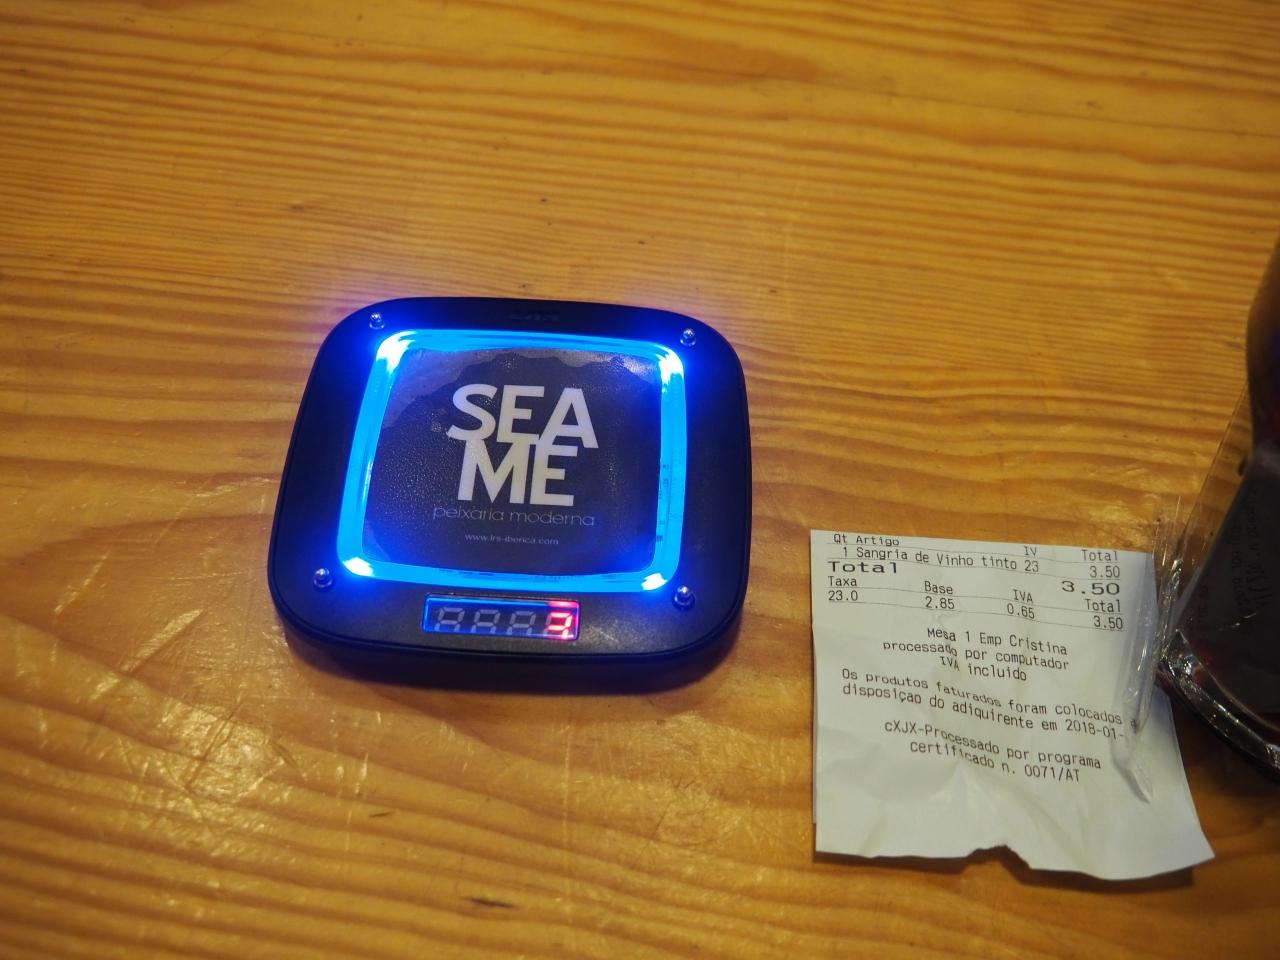 SEA
ME
peixaria moderna
www.lrs-iberica.com
3
Qt Artigo IV Total
1 Sangria de Vinho tinto 23 3.50
Total 3.50
Taxa Base IVA Total
23.0 2.85 0.65 3.50
Mesa 1 Emp Cristina
processado por computador
IVA incluido
Os produtos faturados foram colocados a
disposiçao do adiquirente em 2018-01-
cXJX-Processado por programa
certificado n. 0071/AT